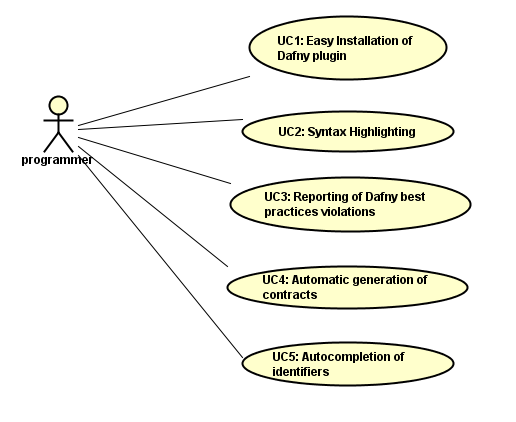 UC1: Easy Installation of
Dafny plugin
UC2: Syntax Highlighting
programmer
UC3: Reporting of Dafny best
practices violations
UC4: Automatic generation of
contracts
UC5: Autocompletion of
identifiers